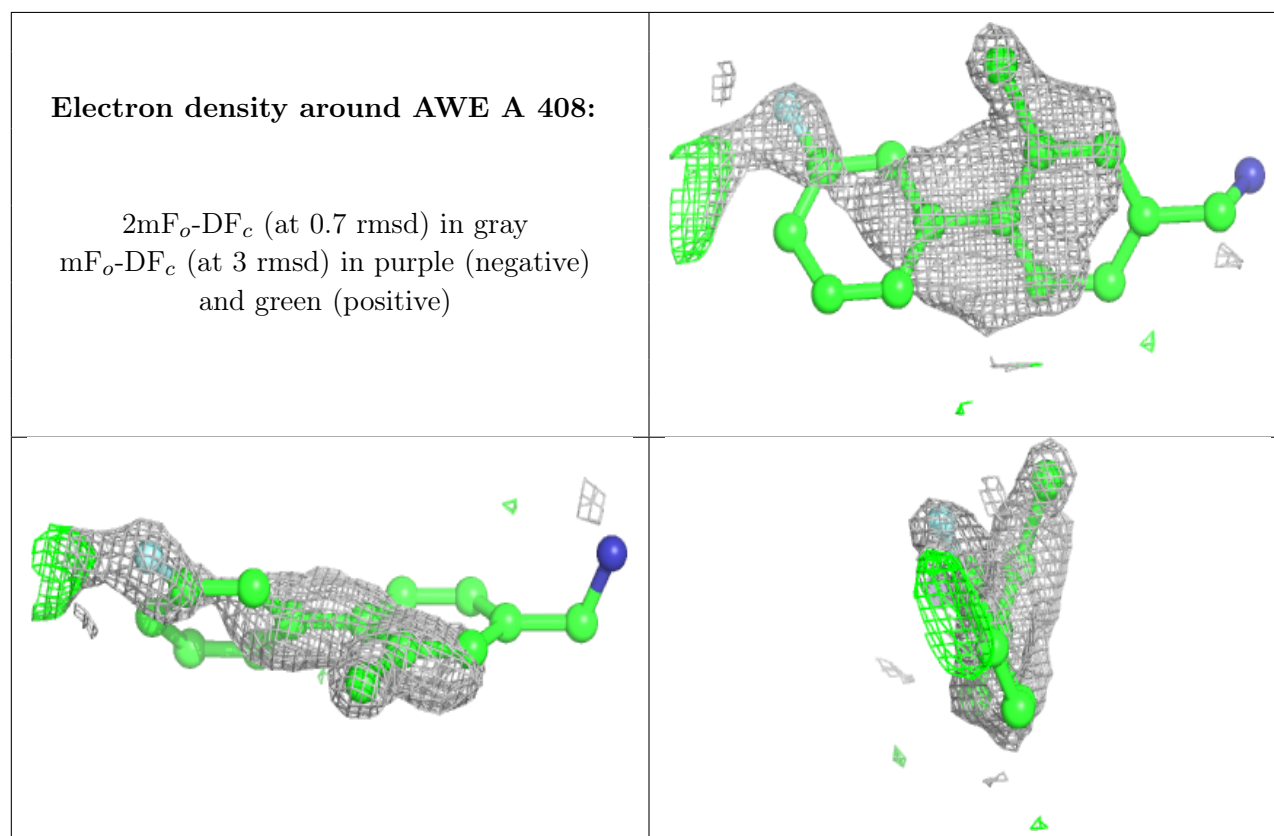 Electron density around AWE A 408:
2mFo-DFc (at 0.7 rmsd) in gray
mFo-DFc (at 3 rmsd) in purple (negative)
and green (positive)